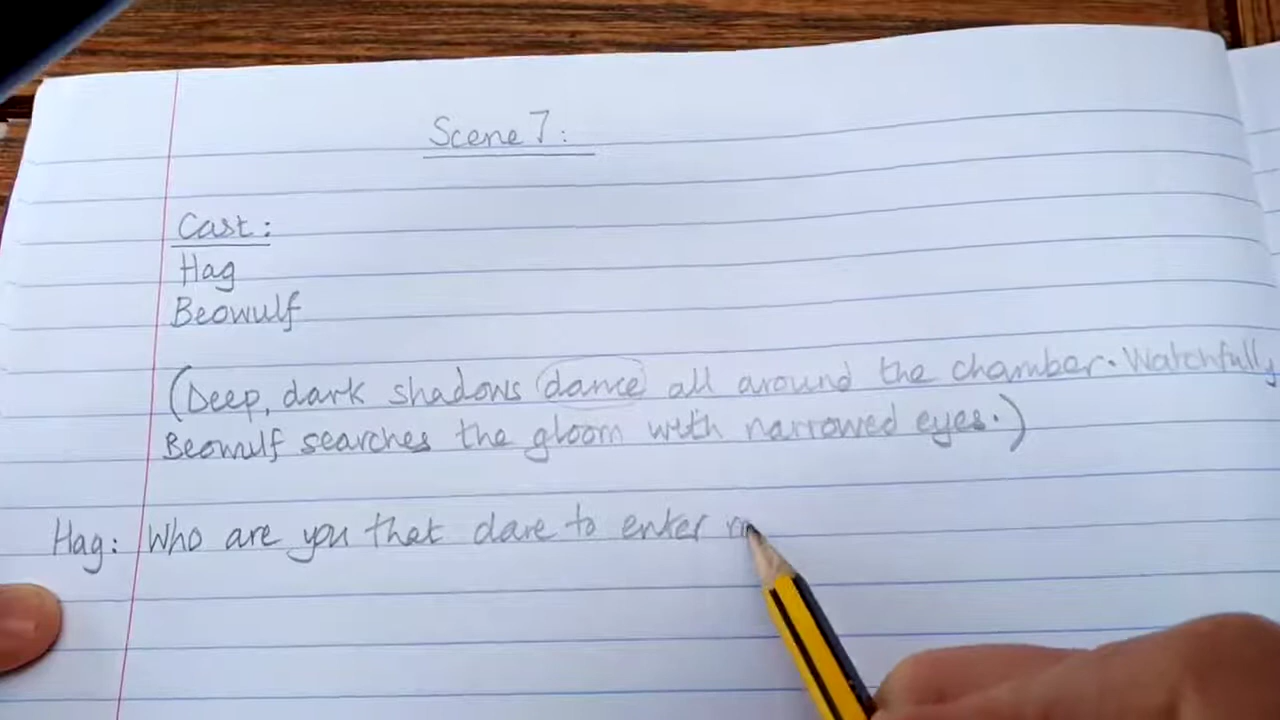 Scene 7:
Cast:
Hag
Beowulf
(Deep, dark shadows dance all around the chamber. Watchfully
Beowulf searches the gloom with narrowed eyes.)
Hag: Who are you that dare to enter